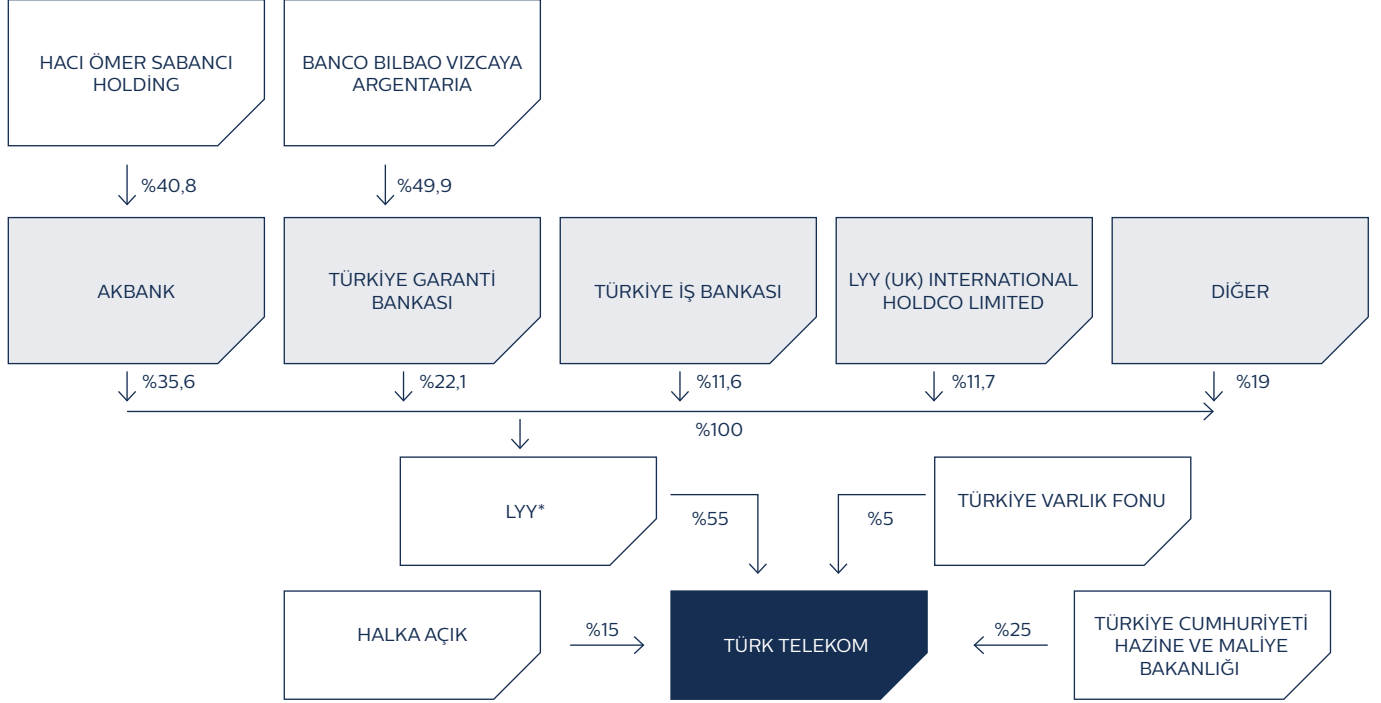 HACI ÖMER SABANCI
HOLDİNG
BANCO BILBAO VIZCAYA
ARGENTARIA
%40,8
%49,9
AKBANK
TÜRKİYE GARANTİ
BANKASI
TÜRKİYE İŞ BANKASI
LYY (UK) INTERNATIONAL
HOLDCO LIMITED
DİĞER
%35,6
%22,1
%11,6
%11,7
%19
%100
LYY*
%55
%5
TÜRKİYE VARLIK FONU
HALKA AÇIK
%15
TÜRK TELEKOM
%25
TÜRKİYE CUMHURİYETİ
HAZİNE VE MALİYE
BAKANLIĞI